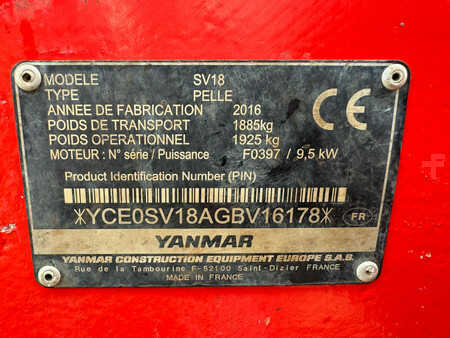 MODELE SV18
TYPE PELLE
ANNEE DE FABRICATION 2016
POIDS DE TRANSPORT 1885kg
POIDS OPERATIONNEL 1925 kg
MOTEUR : N° série / Puissance F0397 / 9,5 kW
CE
Product Identification Number (PIN)
*YCE0SV18AGBV16178*
FR
YANMAR
YANMAR CONSTRUCTION EQUIPMENT EUROPE S.A.S.
Rue de la Tambourine F-52100 Saint-Dizier FRANCE
MADE IN FRANCE